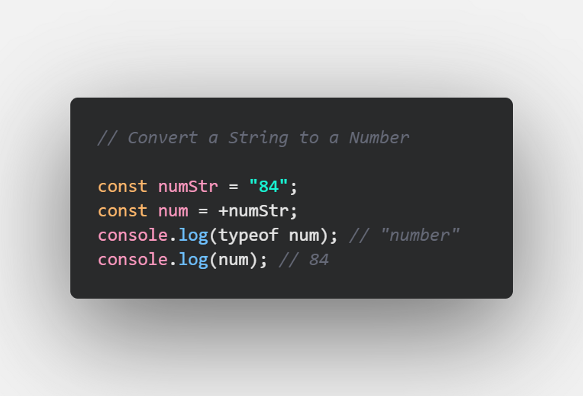 // Convert a String to a Number
const numStr = "84";
const num = +numStr;
console.log(typeof num); // "number"
console.log(num); // 84